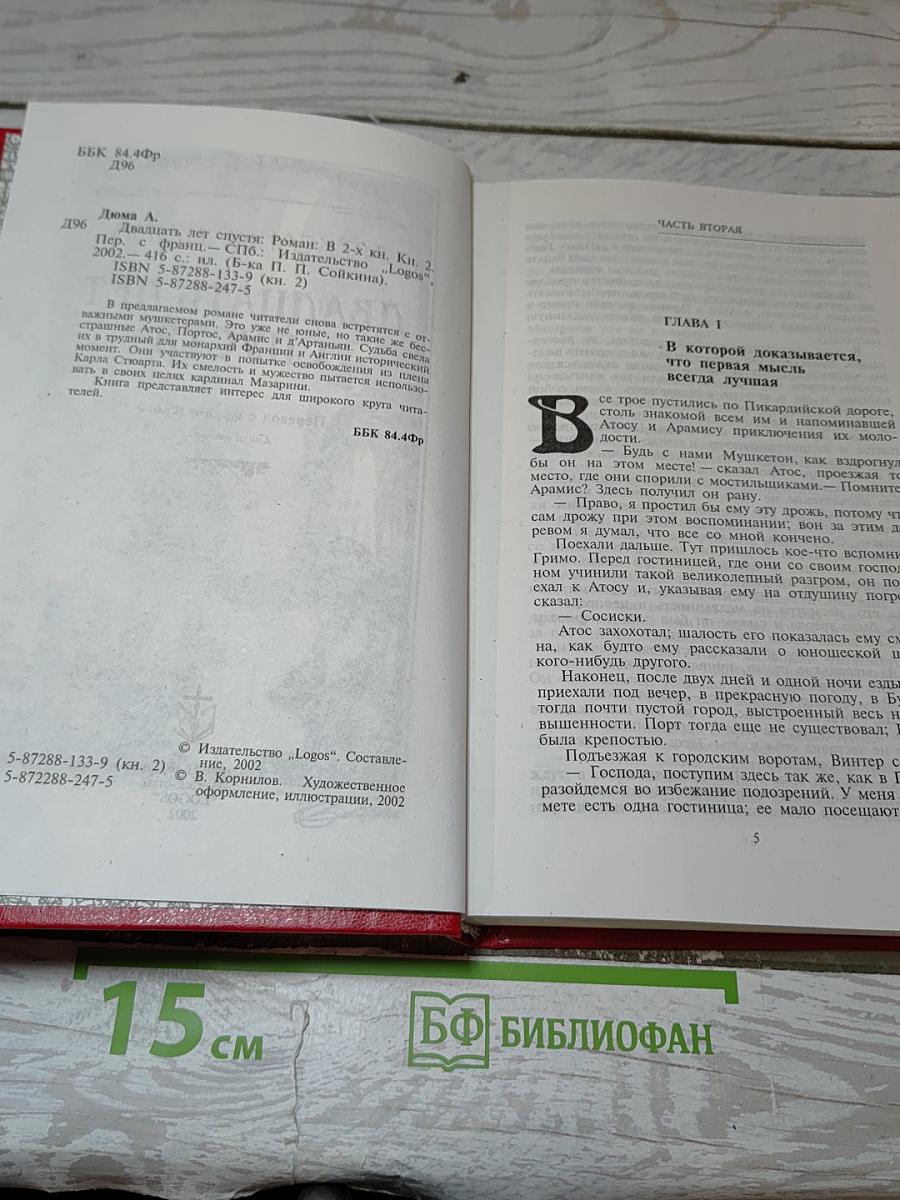 ББК 84.4Фр
Д96
Дюма А.
Д96 Двадцать лет спустя: Роман: В 2-х кн. Кн. 2.
Пер. с франц.— СПб.: Издательство „Logos“,
2002.— 416 с.: ил. (Б-ка П. П. Сойкина).
ISBN 5-87288-133-9 (кн. 2)
ISBN 5-87288-247-5
В предлагаемом романе читатели снова встретятся с от-
важными мушкетерами. Это уже не юные, но такие же бес-
страшные Атос, Портос, Арамис и д’Артаньян. Судьба свела
их в трудный для монархий Франции и Англии исторический
момент. Они участвуют в попытке освобождения из плена
Карла Стюарта. Их смелость и мужество пытается использо-
вать в своих целях кардинал Мазарини.
Книга представляет интерес для широкого круга чита-
телей.
ББК 84.4Фр
5-87288-133-9 (кн. 2)
5-872288-247-5
© Издательство „Logos“. Составле-
ние, 2002
© В. Корнилов. Художественное
оформление, иллюстрации, 2002
ЧАСТЬ ВТОРАЯ
ГЛАВА I
В которой доказывается,
что первая мысль
всегда лучшая
Все трое пустились по Пикардийской дороге,
столь знакомой всем им и напоминавшей
Атосу и Арамису приключения их моло-
дости.
— Будь с нами Мушкетон, как вздрогнул
бы он на этом месте! — сказал Атос, проезжая то
место, где они спорили с мостильщиками.— Помните
Арамис? Здесь получил он рану.
— Право, я простил бы ему эту дрожь, потому чт
сам дрожу при этом воспоминании; вон за этим де
ревом я думал, что все со мной кончено.
Поехали дальше. Тут пришлось кое-что вспомни
Гримо. Перед гостиницей, где они со своим господ
ном учинили такой великолепный разгром, он по
ехал к Атосу и, указывая ему на отдушину погре
сказал:
— Сосиски.
Атос захохотал; шалость его показалась ему см
на, как будто ему рассказали о юношеской ш
кого-нибудь другого.
Наконец, после двух дней и одной ночи езды
приехали под вечер, в прекрасную погоду, в Бу
тогда почти пустой город, выстроенный весь н
вышенности. Порт тогда еще не существовал;
была крепостью.
Подъезжая к городским воротам, Винтер с
— Господа, поступим здесь так же, как в П
разойдемся во избежание подозрений. У меня
мете есть одна гостиница; ее мало посещают
5
15 см
БФ БИБЛИОФАН